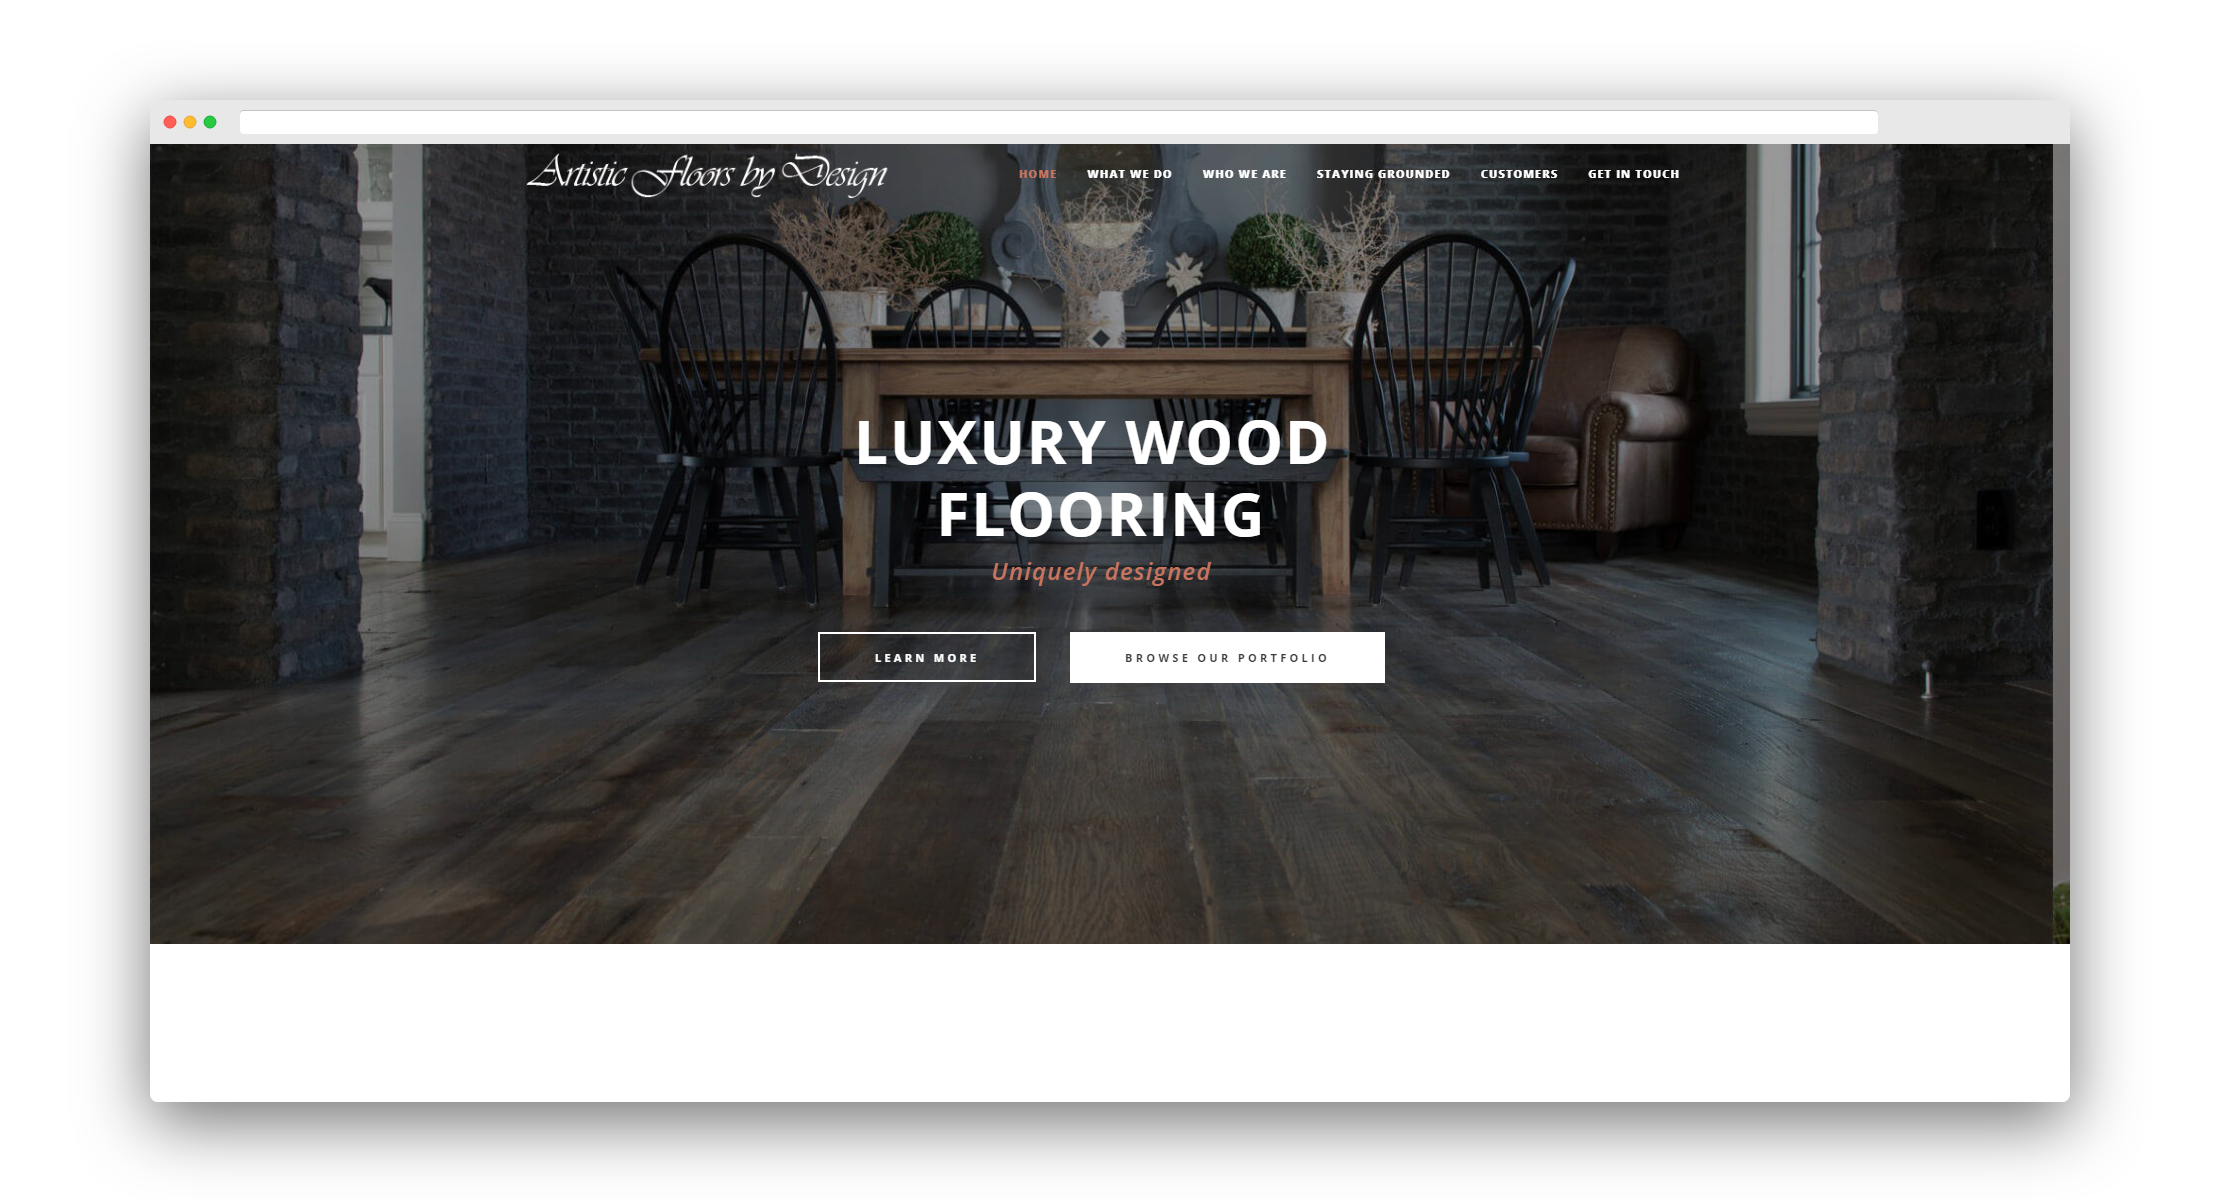 Artistic Floors by Design
HOME WHAT WE DO WHO WE ARE STAYING GROUNDED CUSTOMERS GET IN TOUCH
LUXURY WOOD
FLOORING
Uniquely designed
LEARN MORE BROWSE OUR PORTFOLIO